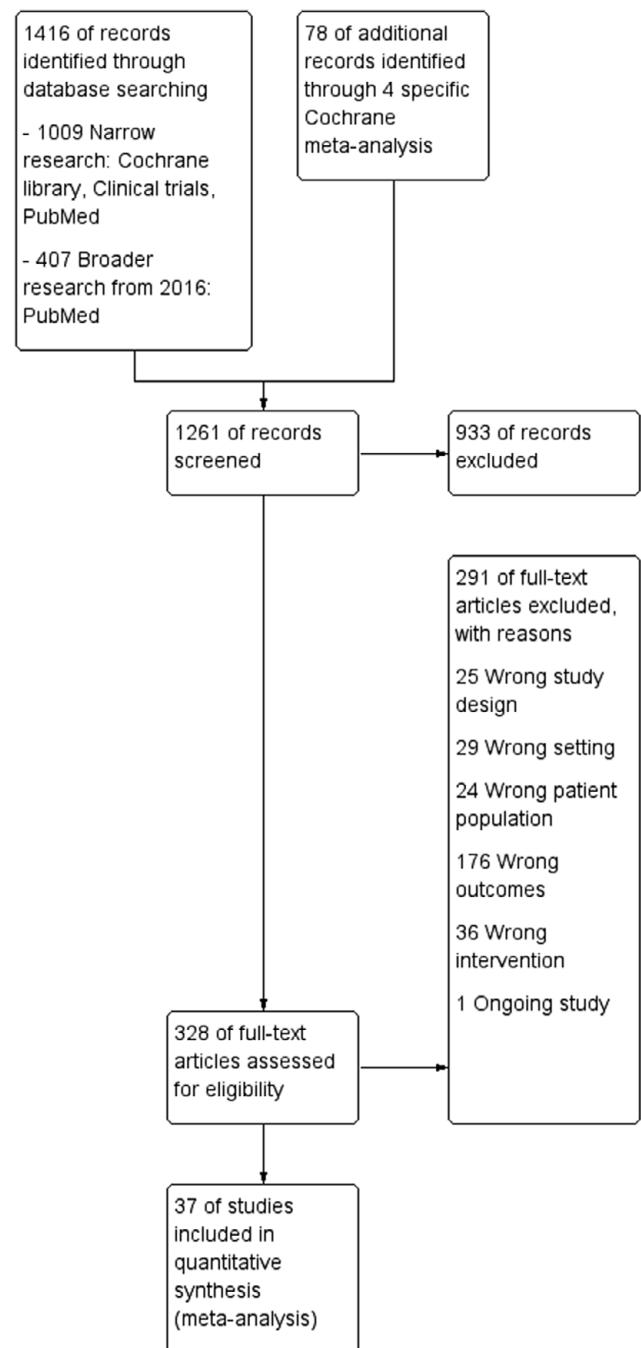 1416 of records
identified through
database searching
- 1009 Narrow
research: Cochrane
library, Clinical trials,
PubMed
- 407 Broader
research from 2016:
PubMed
78 of additional
records identified
through 4 specific
Cochrane
meta-analysis
1261 of records
screened
933 of records
excluded
291 of full-text
articles excluded,
with reasons
25 Wrong study
design
29 Wrong setting
24 Wrong patient
population
176 Wrong
outcomes
36 Wrong
intervention
1 Ongoing study
328 of full-text
articles assessed
for eligibility
37 of studies
included in
quantitative
synthesis
(meta-analysis)